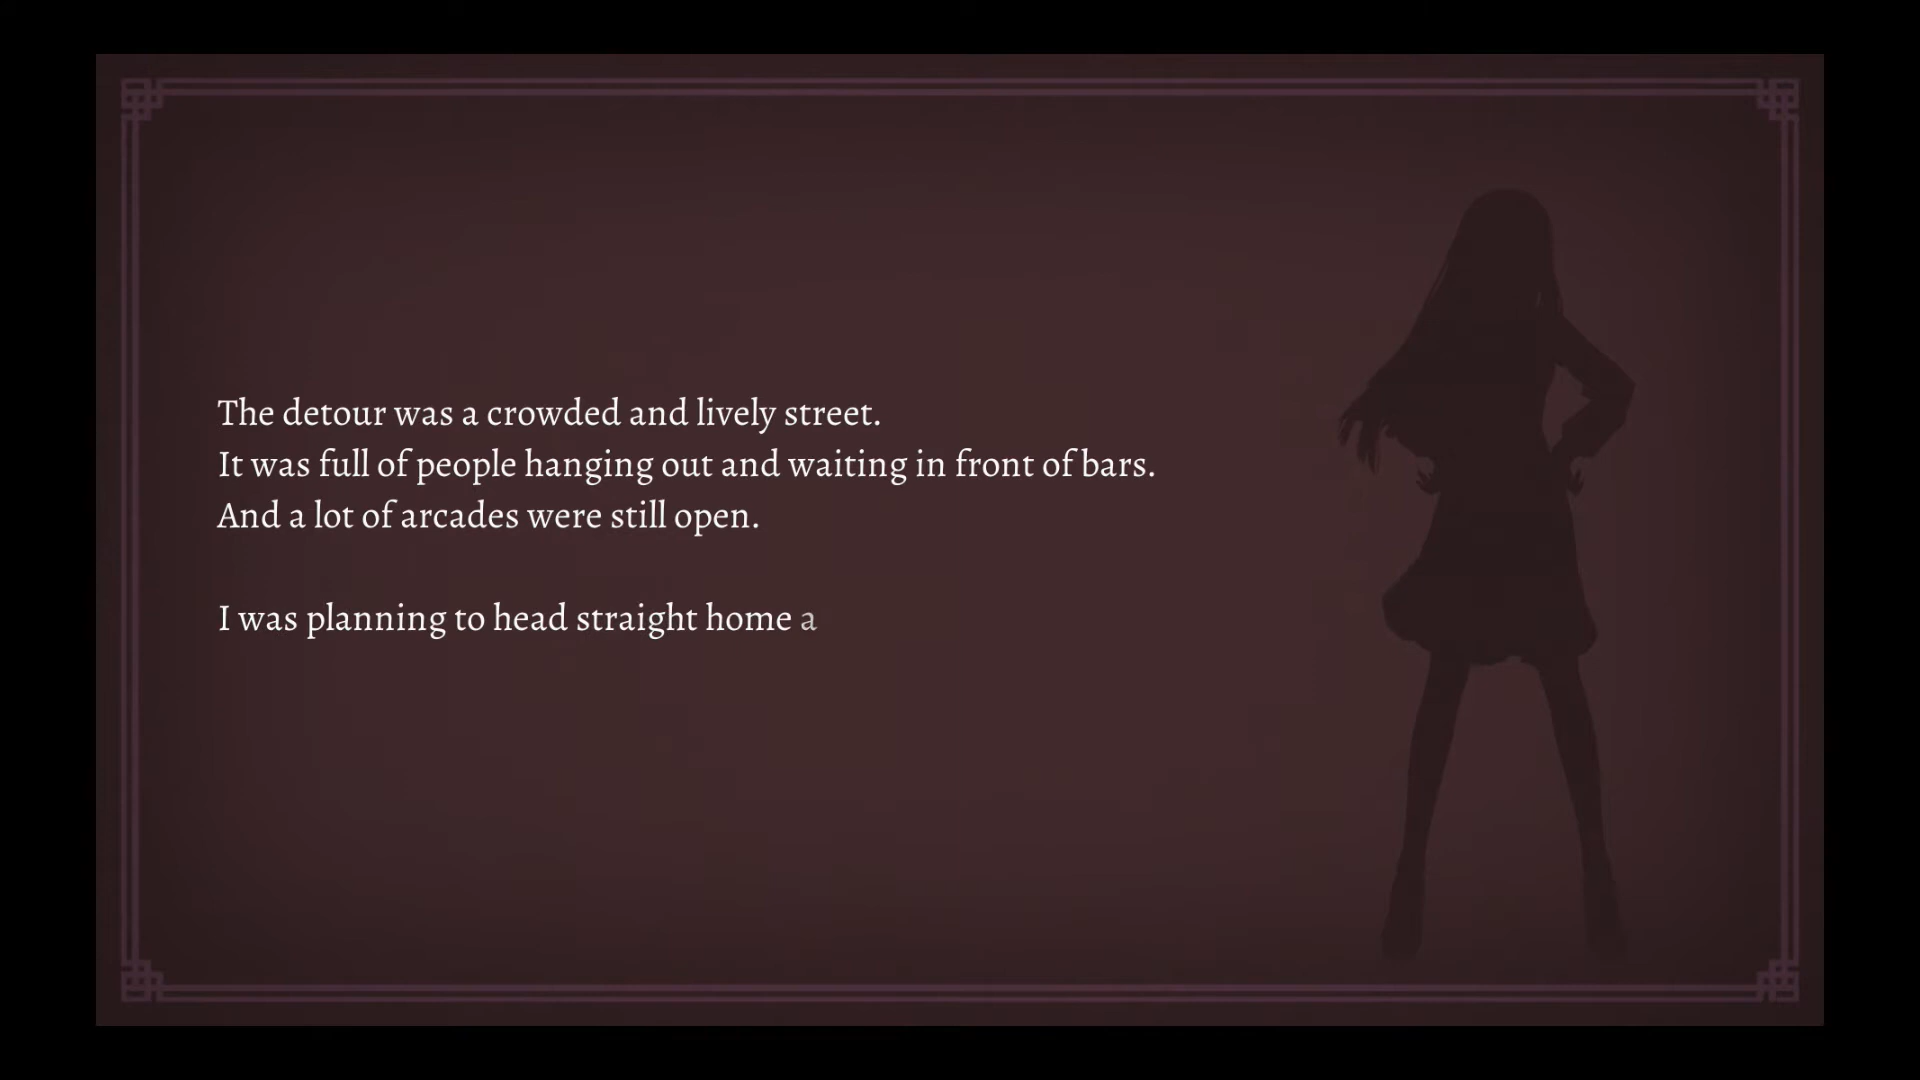 The detour was a crowded and lively street.
It was full of people hanging out and waiting in front of bars.
And a lot of arcades were still open.
I was planning to head straight home a